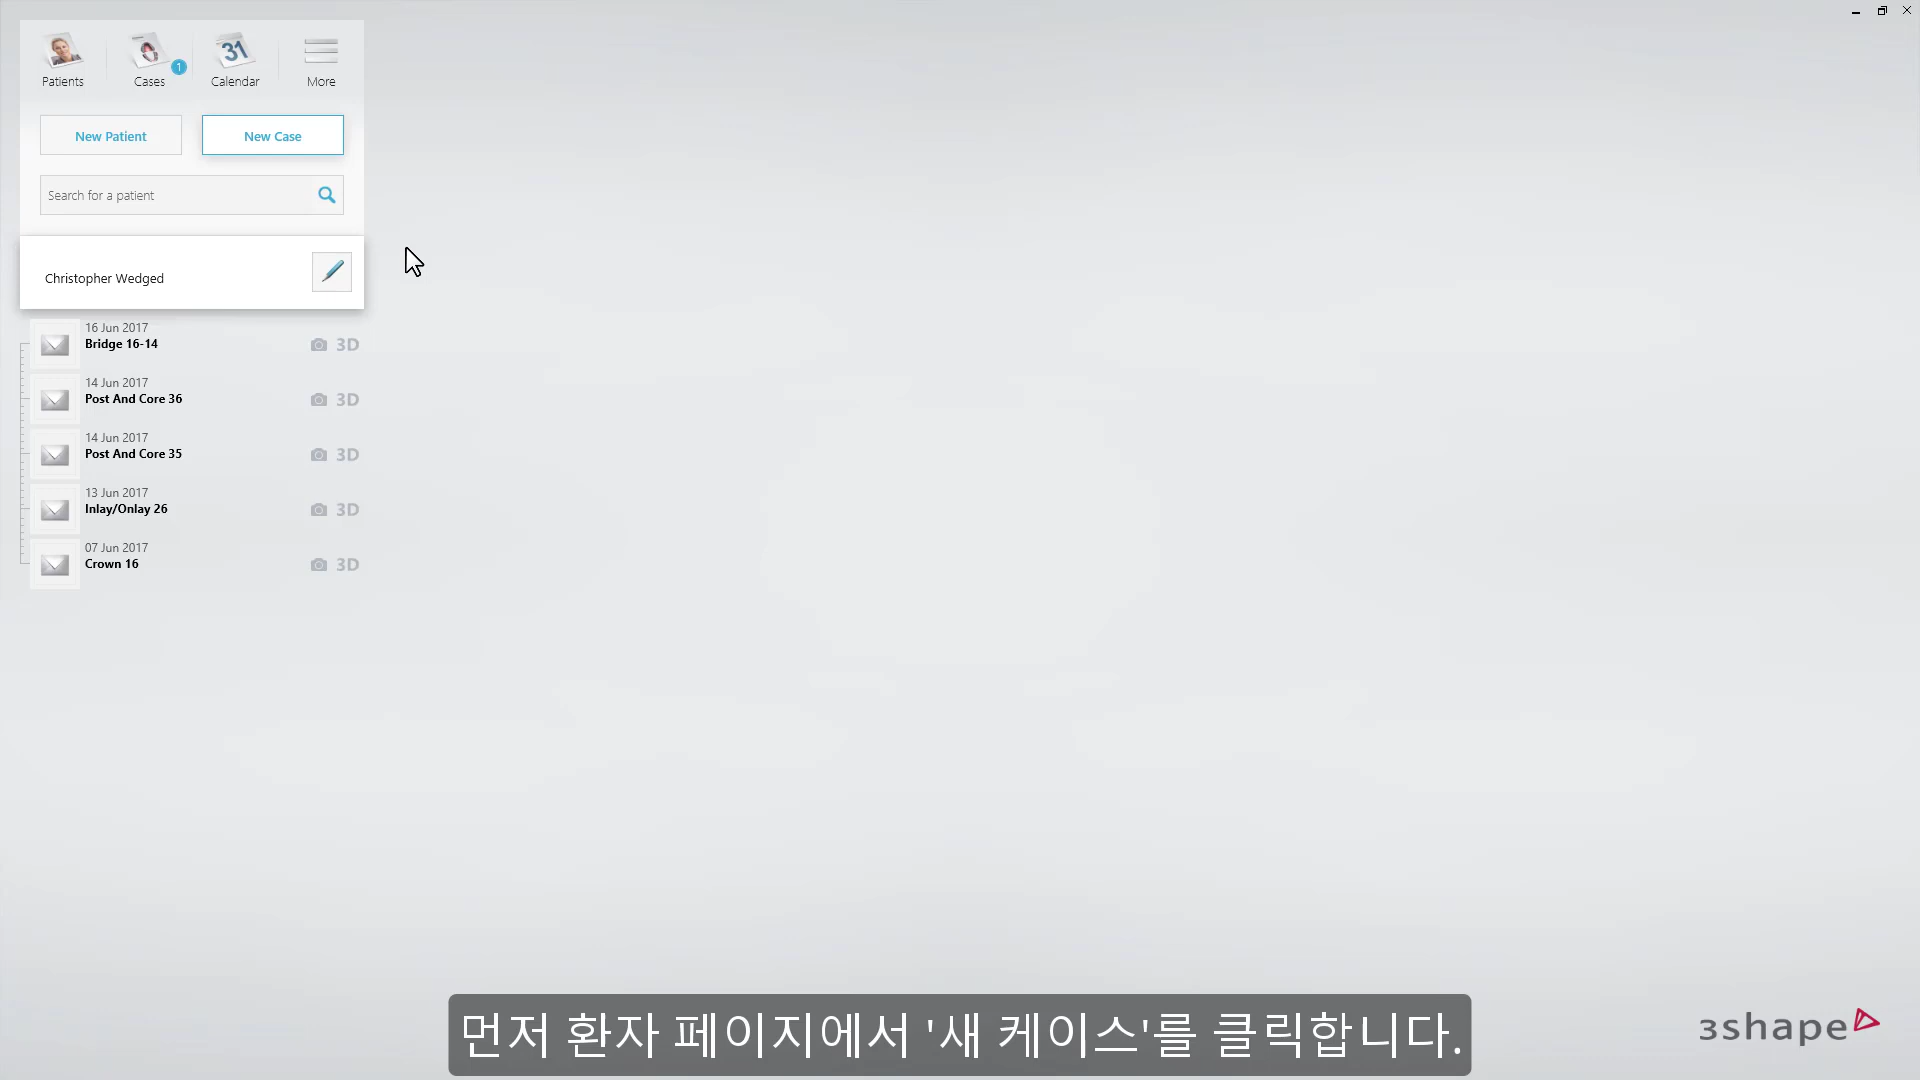 Patients
Cases
1
31
Calendar
More
New Patient
New Case
Search for a patient
Christopher Wedged
16 Jun 2017
Bridge 16-14
3D
14 Jun 2017
Post And Core 36
3D
14 Jun 2017
Post And Core 35
3D
13 Jun 2017
Inlay/Onlay 26
3D
07 Jun 2017
Crown 16
3D
먼저 환자 페이지에서 '새 케이스'를 클릭합니다.
3shape